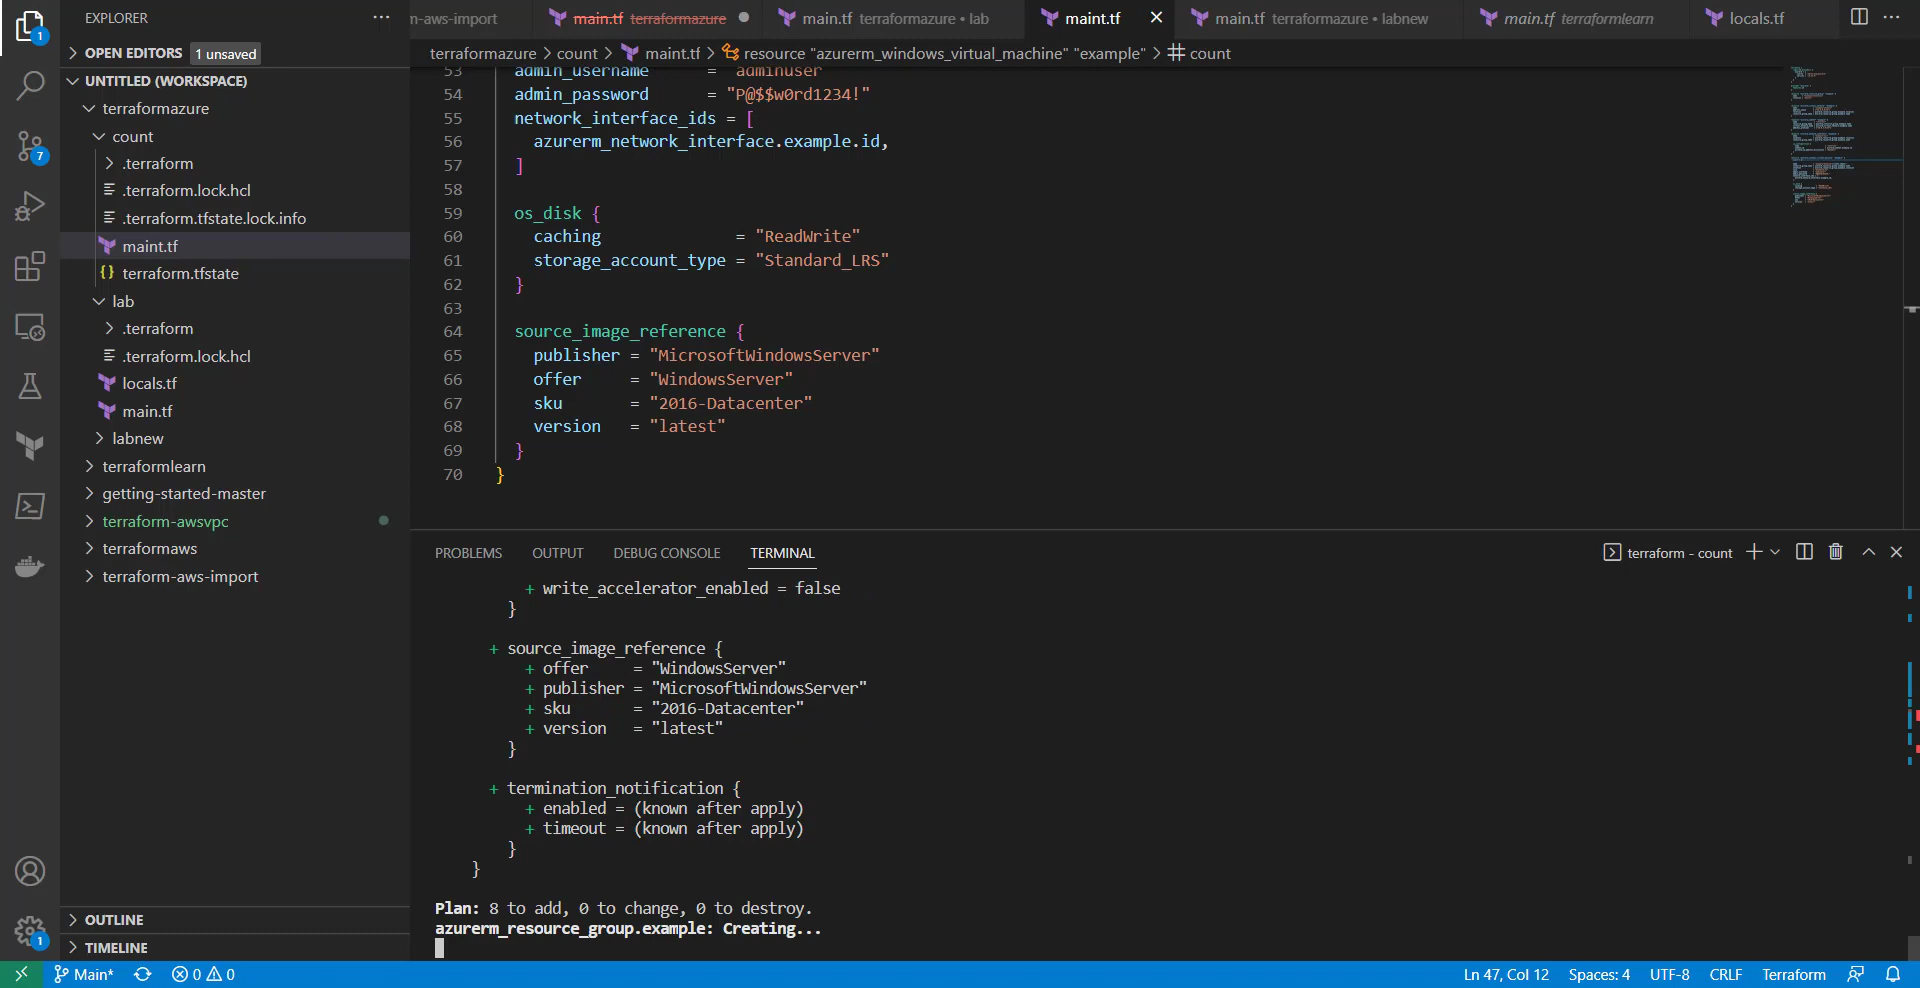 EXPLORER
n-aws-import
main.tf terraformazure
main.tf terraformazure • lab
maint.tf
main.tf terraformazure • labnew
main.tf terraformlearn
locals.tf
OPEN EDITORS 1 unsaved
terraformazure > count > maint.tf > resource "azurerm_windows_virtual_machine" "example" > count
UNTITLED (WORKSPACE)
terraformazure
count
.terraform
.terraform.lock.hcl
.terraform.tfstate.lock.info
maint.tf
terraform.tfstate
lab
.terraform
.terraform.lock.hcl
locals.tf
main.tf
labnew
terraformlearn
getting-started-master
terraform-awsvpc
terraformaws
terraform-aws-import
OUTLINE
TIMELINE
1
7
1
53 admin_username = "adminuser"
54 admin_password = "P@$$w0rd1234!"
55 network_interface_ids = [
56 azurerm_network_interface.example.id,
57 ]
58
59 os_disk {
60 caching = "ReadWrite"
61 storage_account_type = "Standard_LRS"
62 }
63
64 source_image_reference {
65 publisher = "MicrosoftWindowsServer"
66 offer = "WindowsServer"
67 sku = "2016-Datacenter"
68 version = "latest"
69 }
70 }
PROBLEMS OUTPUT DEBUG CONSOLE TERMINAL
terraform - count
+ write_accelerator_enabled = false
}
+ source_image_reference {
+ offer = "WindowsServer"
+ publisher = "MicrosoftWindowsServer"
+ sku = "2016-Datacenter"
+ version = "latest"
}
+ termination_notification {
+ enabled = (known after apply)
+ timeout = (known after apply)
}
}
Plan: 8 to add, 0 to change, 0 to destroy.
azurerm_resource_group.example: Creating...
Main* 0 0 Ln 47, Col 12 Spaces: 4 UTF-8 CRLF Terraform